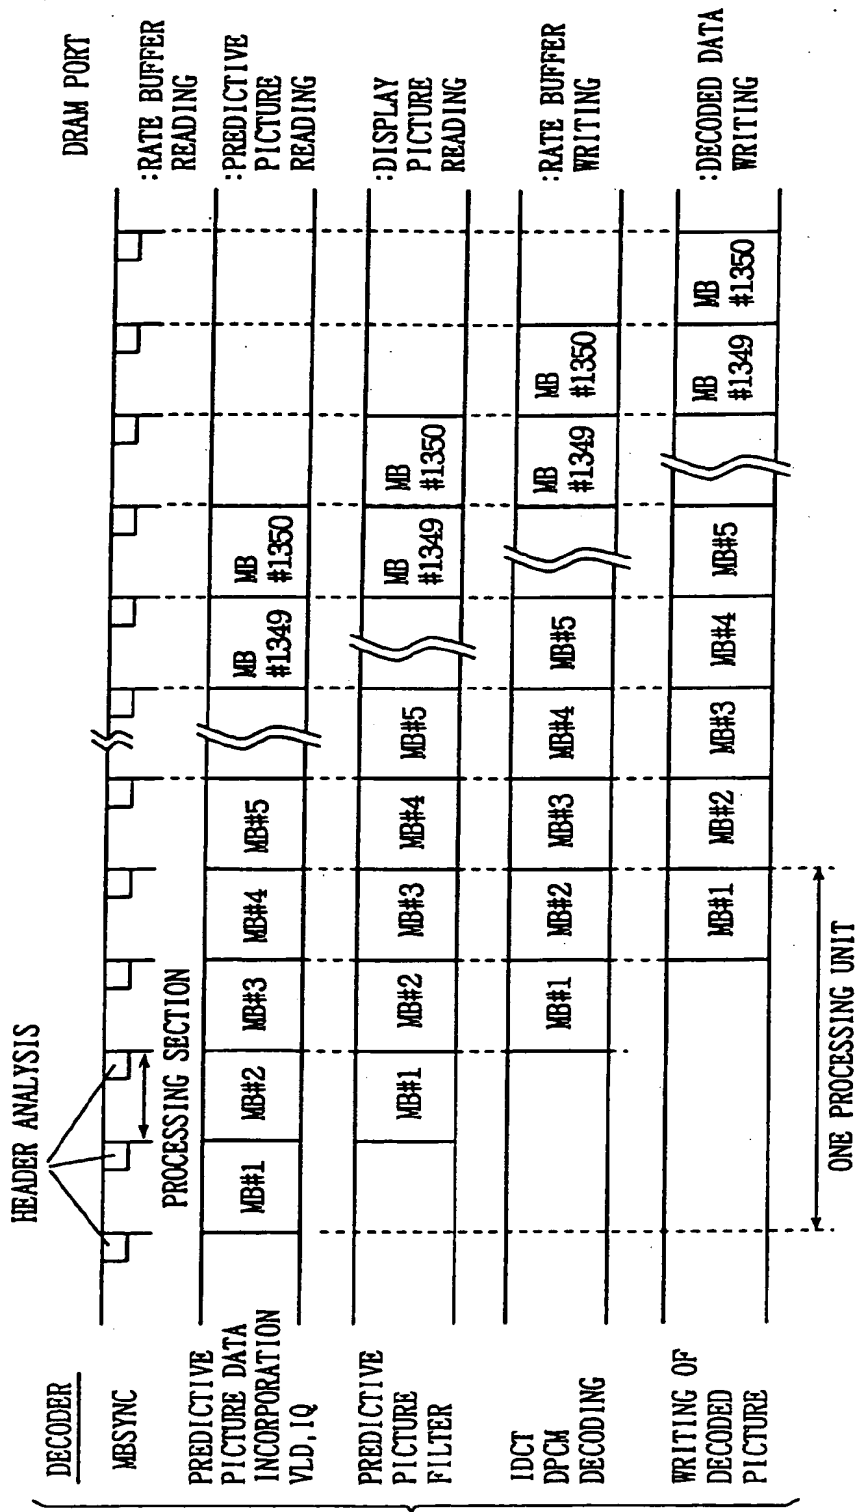 HEADER ANALYSIS
DECODER
DRAM PORT
MBSYNC
PROCESSING SECTION
:RATE BUFFER
READING
PREDICTIVE
PICTURE DATA
INCORPORATION
VLD,IQ
MB#1
MB#2
MB#3
MB#4
MB#5
MB
#1349
MB
#1350
:PREDICTIVE
PICTURE
READING
PREDICTIVE
PICTURE
FILTER
MB#1
MB#2
MB#3
MB#4
MB#5
MB
#1349
MB
#1350
:DISPLAY
PICTURE
READING
IDCT
DPCM
DECODING
MB#1
MB#2
MB#3
MB#4
MB#5
MB
#1349
MB
#1350
:RATE BUFFER
WRITING
WRITING OF
DECODED
PICTURE
MB#1
MB#2
MB#3
MB#4
MB#5
MB
#1349
MB
#1350
:DECODED DATA
WRITING
ONE PROCESSING UNIT